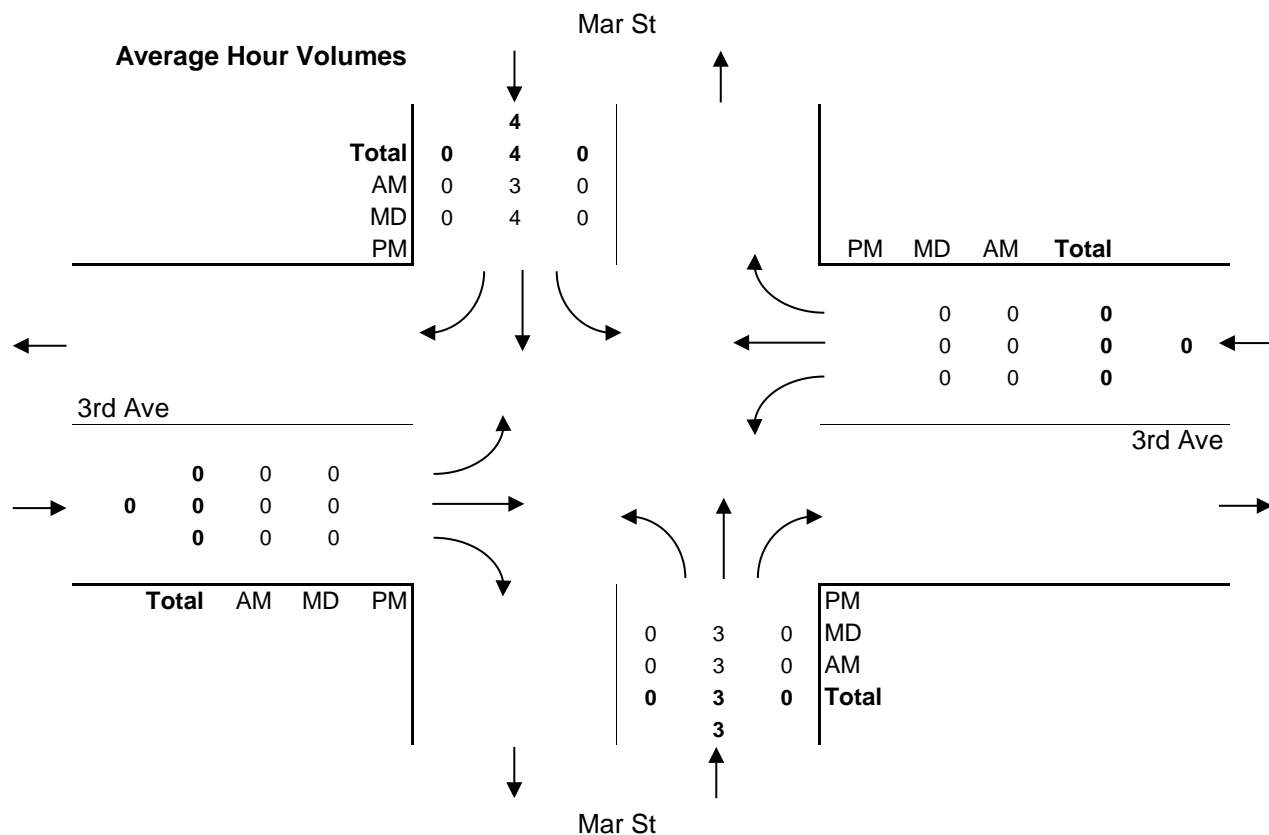 Mar St
Average Hour Volumes
4
Total 0 4 0
AM 0 3 0
MD 0 4 0
PM
PM MD AM Total
0 0 0
0 0 0 0
0 0 0
3rd Ave
3rd Ave
0 0 0
0 0 0 0
0 0 0
Total AM MD PM
PM
0 3 0 MD
0 3 0 AM
0 3 0 Total
3
Mar St